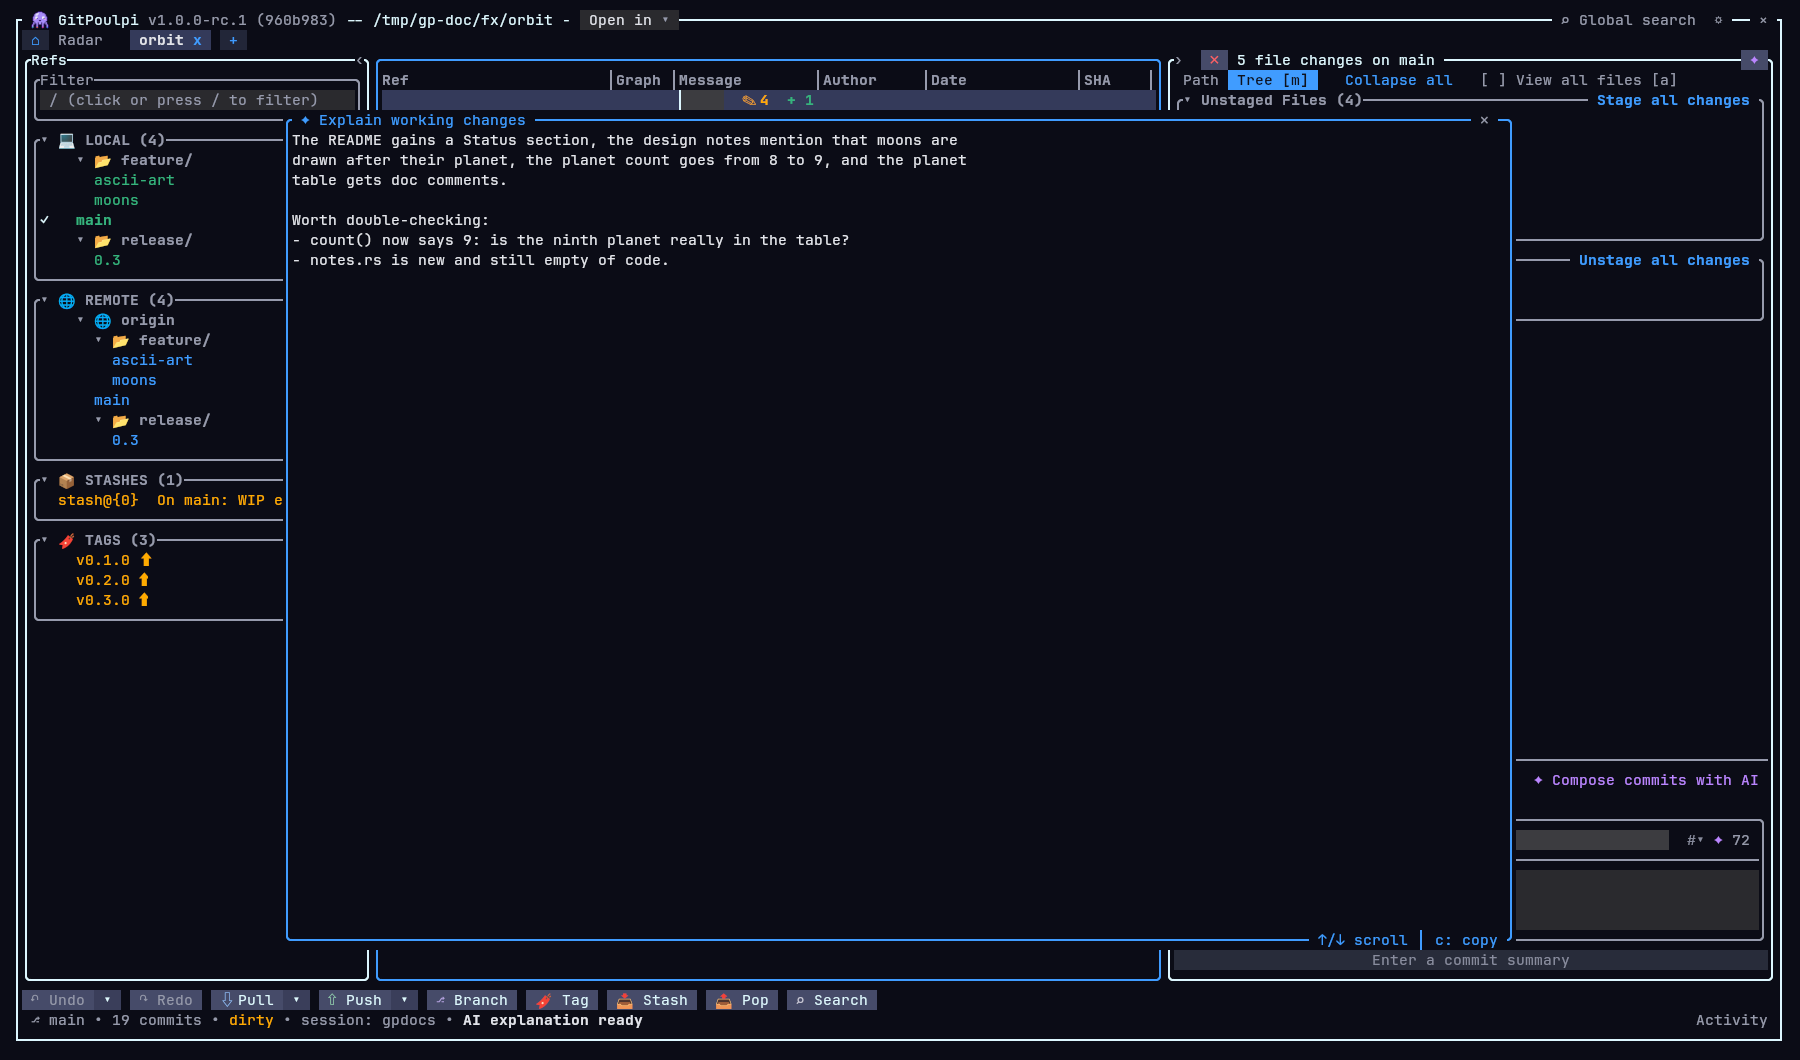 GitPoulpi v1.0.0-rc.1 (960b983) —— /tmp/gp-doc/fx/orbit - Open in ▾ ⌕ Global search ⚙ ×
⌂ Radar orbit x +
Refs ‹ › ✕ 5 file changes on main ✦
Filter Ref Graph Message Author Date SHA Path Tree [m] Collapse all [ ] View all files [a]
/ (click or press / to filter) ✎ 4 + 1 ▾ Unstaged Files (4) Stage all changes
✦ Explain working changes ×
The README gains a Status section, the design notes mention that moons are
drawn after their planet, the planet count goes from 8 to 9, and the planet
table gets doc comments.
Worth double-checking:
- count() now says 9: is the ninth planet really in the table?
- notes.rs is new and still empty of code.
↑/↓ scroll c: copy
▾ LOCAL (4)
▾ feature/
ascii-art
moons
✓ main
▾ release/
0.3
▾ REMOTE (4)
▾ origin
▾ feature/
ascii-art
moons
main
▾ release/
0.3
▾ STASHES (1)
stash@{0} On main: WIP e
▾ TAGS (3)
v0.1.0 ⬆
v0.2.0 ⬆
v0.3.0 ⬆
Unstage all changes
✦ Compose commits with AI
#▾ ✦ 72
Enter a commit summary
↶ Undo ▾ ↷ Redo ⇩ Pull ▾ ⇧ Push ▾ ⎇ Branch Tag Stash Pop ⌕ Search
⎇ main • 19 commits • dirty • session: gpdocs • AI explanation ready Activity